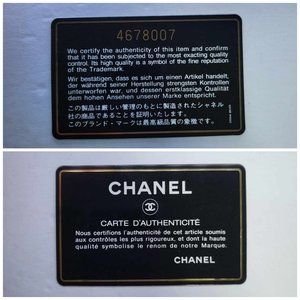 4678007
We certify the authenticity of this item and confirm
that it has been subjected to the most exacting quality
control. Its high quality is a symbol of the fine reputation
of the Trademark.
Wir bestätigen, dass es sich um einen Artikel handelt,
der während seiner Herstellung strengsten Kontrollen
unterworfen war, und dessen erstklassige Qualität
dem hohen Ansehen unserer Marke entspricht.
この製品は厳しい管理のもとに製造されたシャネル
社の商品であることを証明致します。
このブランド・マークは最高級品質の象徴です。
CHANEL
CARTE D'AUTHENTICITÉ
Nous certifions l'authenticité de cet article soumis
aux contrôles les plus rigoureux, et dont la haute
qualité symbolise le renom de notre Marque.
CHANEL